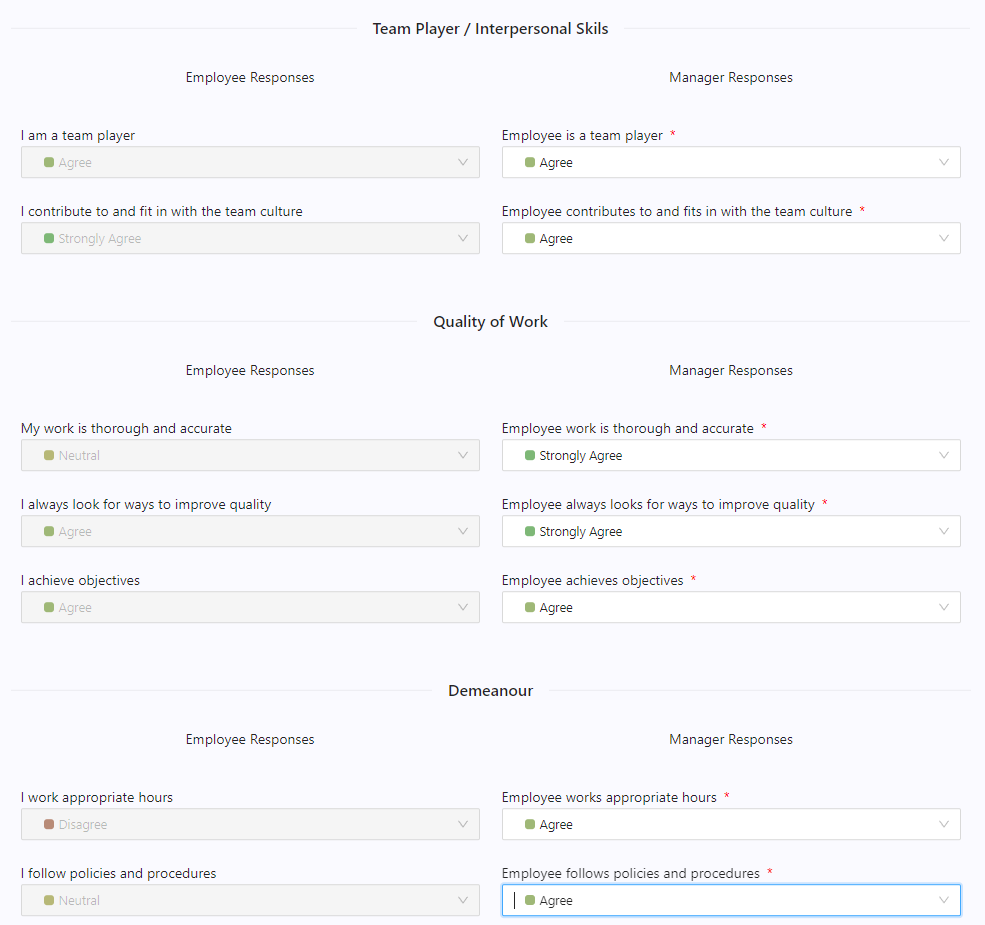 Team Player / Interpersonal Skils
Employee Responses
Manager Responses
I am a team player
Employee is a team player *
Agree
Agree
I contribute to and fit in with the team culture
Employee contributes to and fits in with the team culture *
Strongly Agree
Agree
Quality of Work
Employee Responses
Manager Responses
My work is thorough and accurate
Employee work is thorough and accurate *
Neutral
Strongly Agree
I always look for ways to improve quality
Employee always looks for ways to improve quality *
Agree
Strongly Agree
I achieve objectives
Employee achieves objectives *
Agree
Agree
Demeanour
Employee Responses
Manager Responses
I work appropriate hours
Employee works appropriate hours *
Disagree
Agree
I follow policies and procedures
Employee follows policies and procedures *
Neutral
Agree